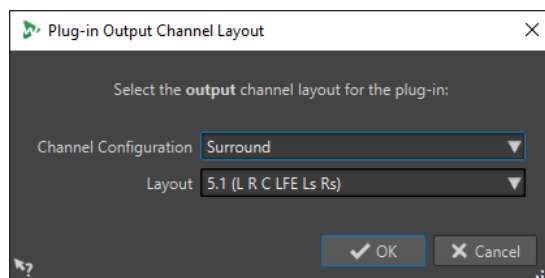 Plug-in Output Channel Layout
Select the output channel layout for the plug-in:
Channel Configuration Surround
Layout 5.1 (L R C LFE Ls Rs)
OK Cancel
?